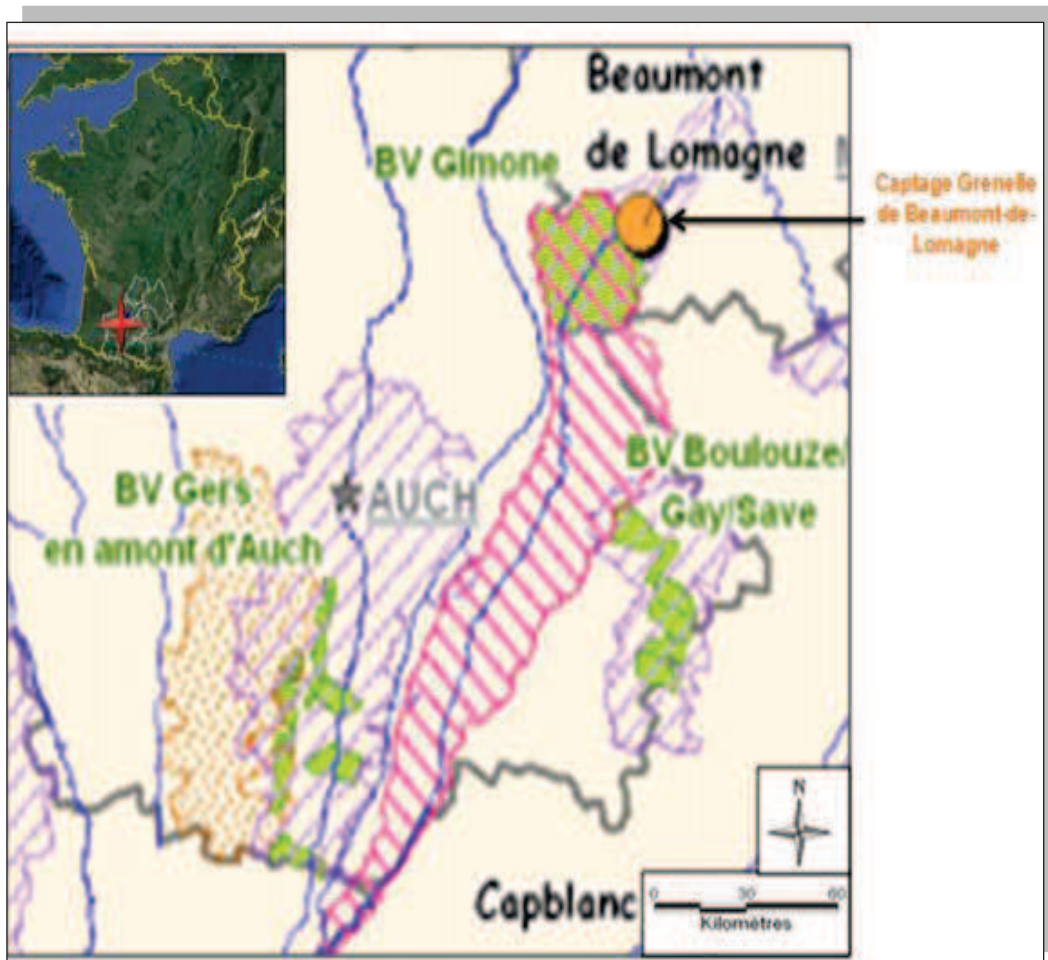 Beaumont
de Lomagne
BV Gimone
Captage Grenelle
de Beaumont-de-
Lomagne
BV Boulouze/
Gay/Save
AUCH
BV Gers
en amont d'Auch
N
Capblanc
0 30 60
Kilomètres